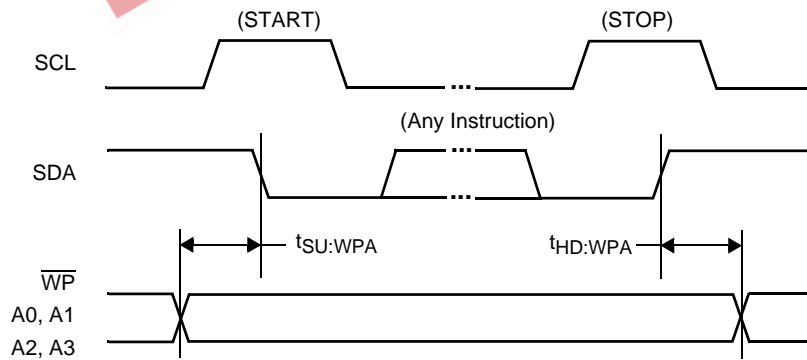 (START)
(STOP)
SCL
...
(Any Instruction)
SDA
...
...
tSU:WPA
tHD:WPA
WP
A0, A1
A2, A3